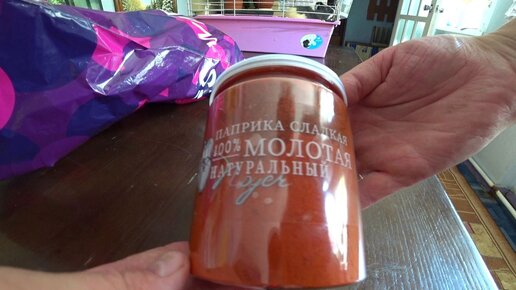 ПАПРИКА СЛАДКАЯ
100% МОЛОТАЯ
НАТУРАЛЬНЫЙ